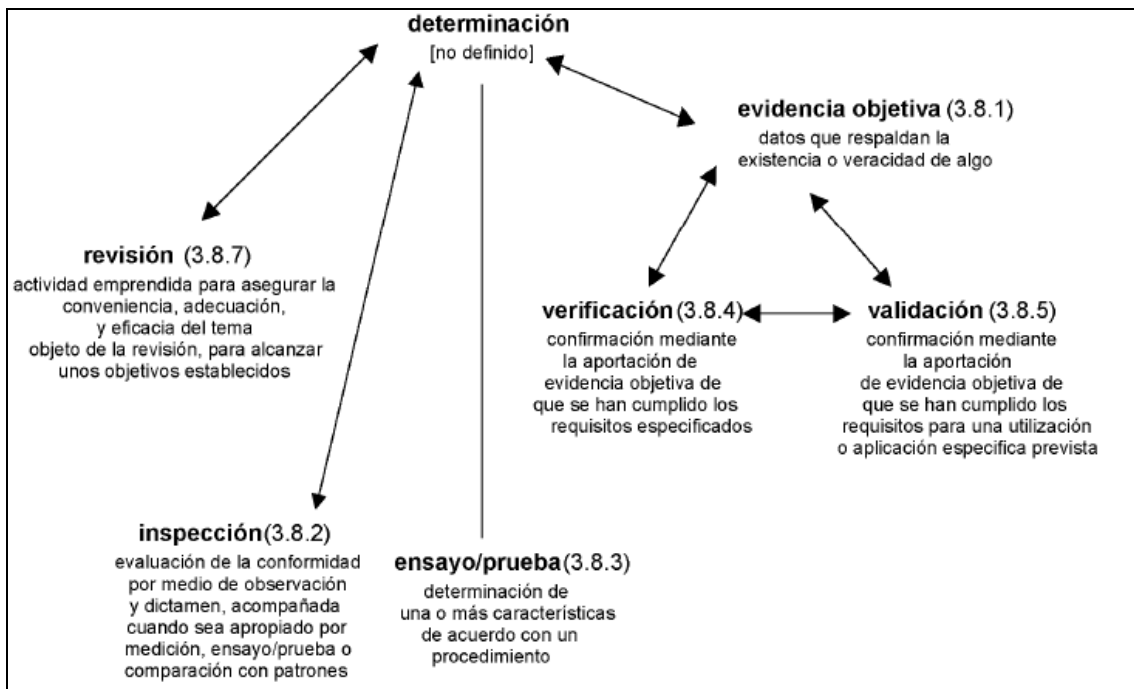 determinación
[no definido]
evidencia objetiva (3.8.1)
datos que respaldan la
existencia o veracidad de algo
revisión (3.8.7)
actividad emprendida para asegurar la
conveniencia, adecuación,
y eficacia del tema
objeto de la revisión, para alcanzar
unos objetivos establecidos
verificación (3.8.4)
confirmación mediante
la aportación de
evidencia objetiva de
que se han cumplido los
requisitos especificados
validación (3.8.5)
confirmación mediante
la aportación
de evidencia objetiva de
que se han cumplido los
requisitos para una utilización
o aplicación especifica prevista
inspección(3.8.2)
evaluación de la conformidad
por medio de observación
y dictamen, acompañada
cuando sea apropiado por
medición, ensayo/prueba o
comparación con patrones
ensayo/prueba(3.8.3)
determinación de
una o más características
de acuerdo con un
procedimiento